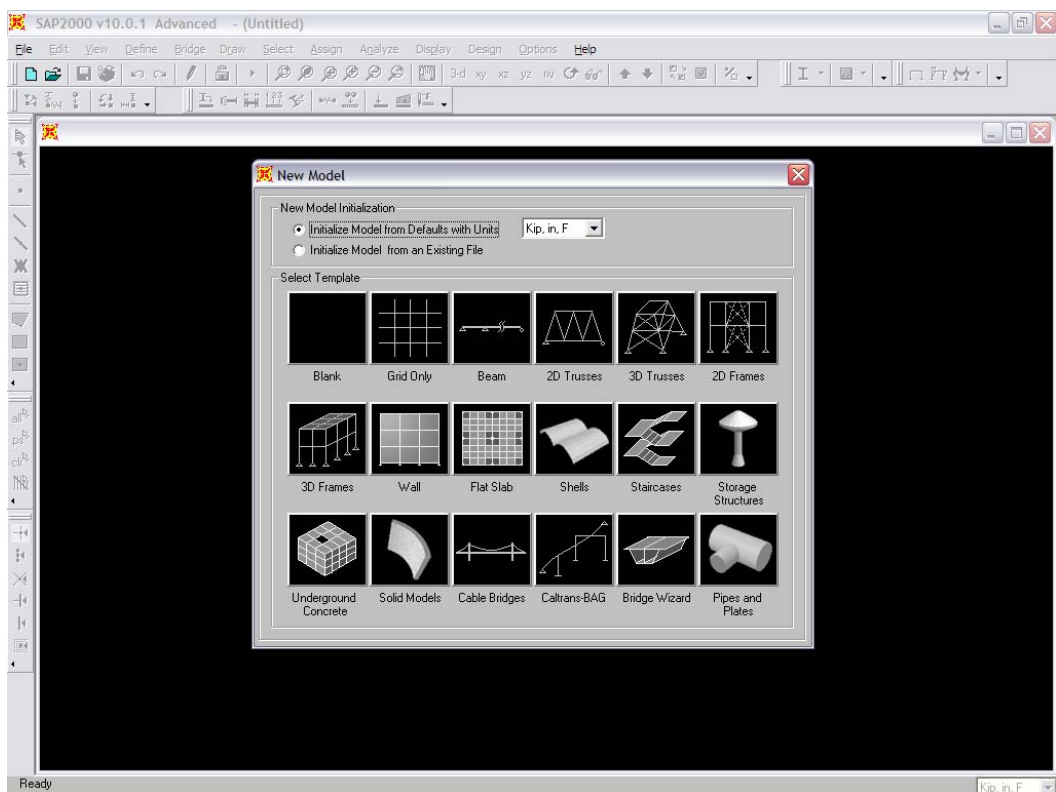 SAP2000 v10.0.1 Advanced - (Untitled)
File Edit View Define Bridge Draw Select Assign Analyze Display Design Options Help
3-d xy xz yz nv
New Model
New Model Initialization
Initialize Model from Defaults with Units
Kip, in, F
Initialize Model from an Existing File
Select Template
Blank
Grid Only
Beam
2D Trusses
3D Trusses
2D Frames
all
ps
clr
3D Frames
Wall
Flat Slab
Shells
Staircases
Storage
Structures
Underground
Concrete
Solid Models
Cable Bridges
Caltrans-BAG
Bridge Wizard
Pipes and
Plates
Ready
Kip, in, F